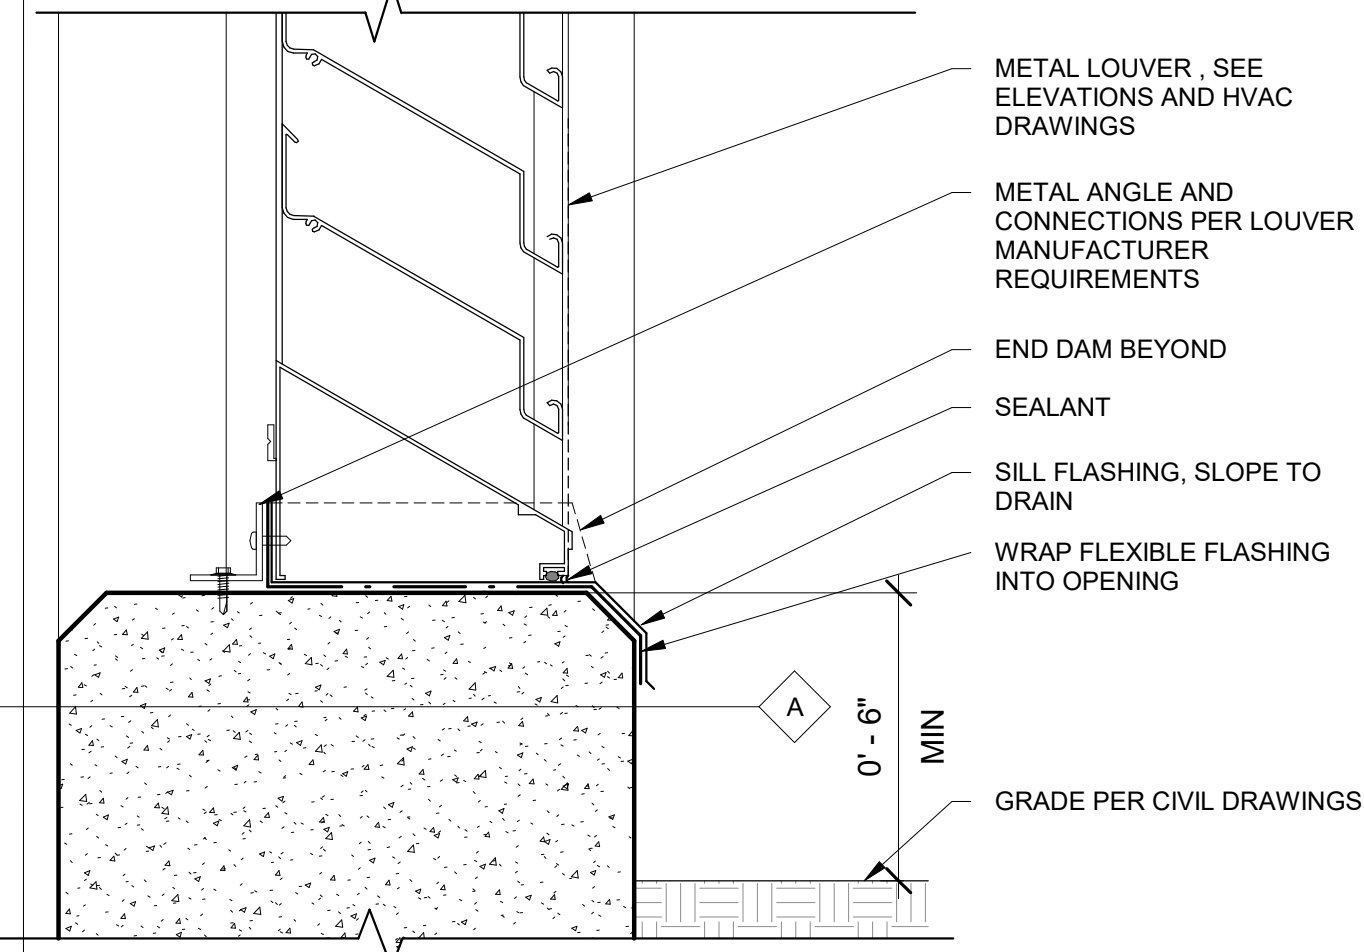 METAL LOUVER , SEE
ELEVATIONS AND HVAC
DRAWINGS
METAL ANGLE AND
CONNECTIONS PER LOUVER
MANUFACTURER
REQUIREMENTS
END DAM BEYOND
SEALANT
SILL FLASHING, SLOPE TO
DRAIN
WRAP FLEXIBLE FLASHING
INTO OPENING
A
0' - 6"
MIN
GRADE PER CIVIL DRAWINGS